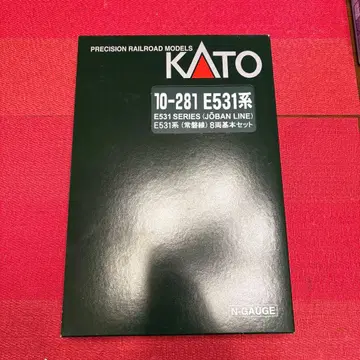 PRECISION RAILROAD MODELS
KATO
10-281 E531系
E531 SERIES (JŌBAN LINE)
E531系(常磐線)8両基本セット
N-GAUGE